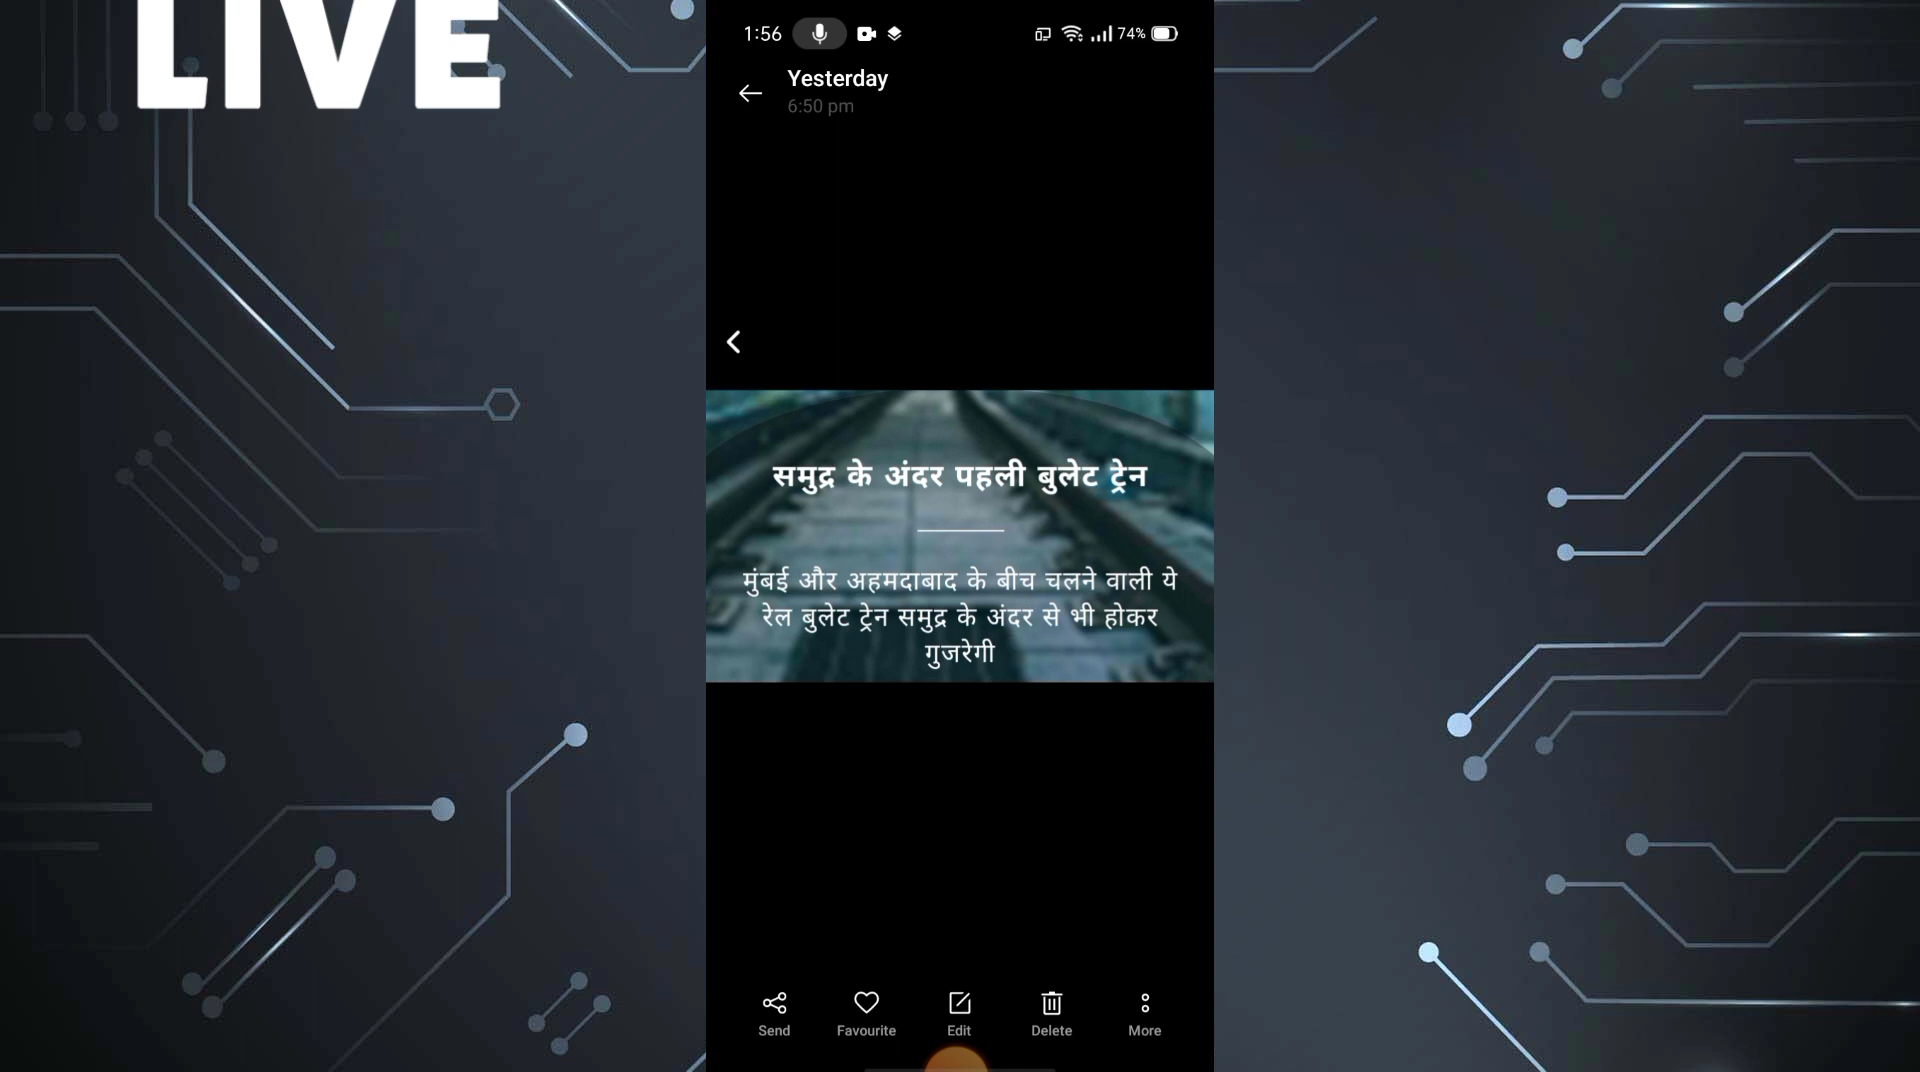 LIVE
1:56
74%
Yesterday
6:50 pm
समुद्र के अंदर पहली बुलेट ट्रेन
मुंबई और अहमदाबाद के बीच चलने वाली ये
रेल बुलेट ट्रेन समुद्र के अंदर से भी होकर
गुजरेगी
Send
Favourite
Edit
Delete
More